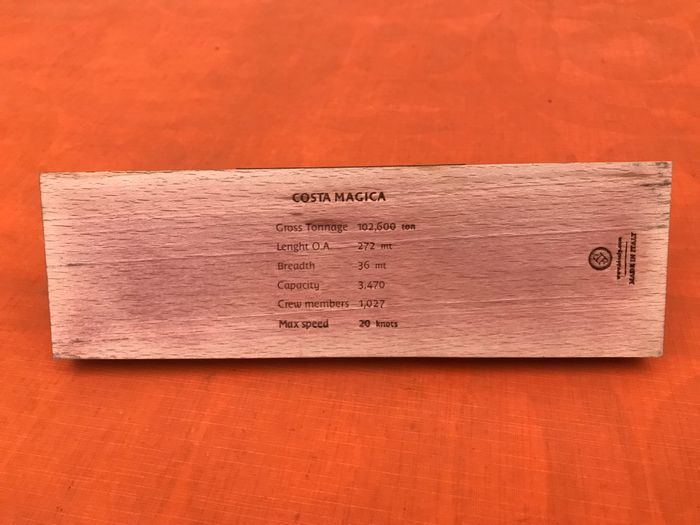 COSTA MAGICA
Gross Tonnage 102,600 ton
Lenght O.A. 272 mt
Breadth 36 mt
Capacity 3,470
Crew members 1,027
Max speed 20 knots
MADE IN ITALY